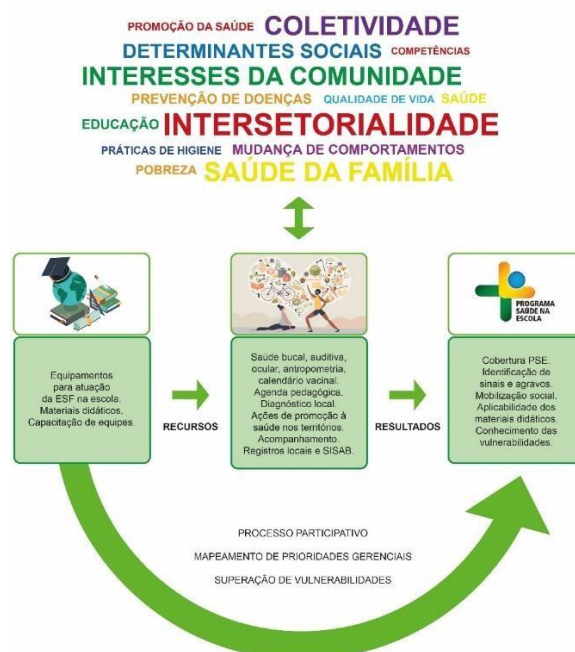 PROMOÇÃO DA SAÚDE COLETIVIDADE
DETERMINANTES SOCIAIS COMPETÊNCIAS
INTERESSES DA COMUNIDADE
PREVENÇÃO DE DOENÇAS QUALIDADE DE VIDA SAÚDE
EDUCAÇÃO INTERSETORIALIDADE
PRÁTICAS DE HIGIENE MUDANÇA DE COMPORTAMENTOS
POBREZA SAÚDE DA FAMÍLIA
Equipamentos
para atuação
da ESF na escola.
Materiais didáticos.
Capacitação de equipes.
RECURSOS
Saúde bucal, auditiva,
ocular, antropometria,
calendário vacinal.
Agenda pedagógica.
Diagnóstico local.
Ações de promoção à
saúde nos territórios.
Acompanhamento.
Registros locais e SISAB.
RESULTADOS
PROGRAMA
SAÚDE NA
ESCOLA
Cobertura PSE.
Identificação de
sinais e agravos.
Mobilização social.
Aplicabilidade dos
materiais didáticos.
Conhecimento das
vulnerabilidades.
PROCESSO PARTICIPATIVO
MAPEAMENTO DE PRIORIDADES GERENCIAIS
SUPERAÇÃO DE VULNERABILIDADES